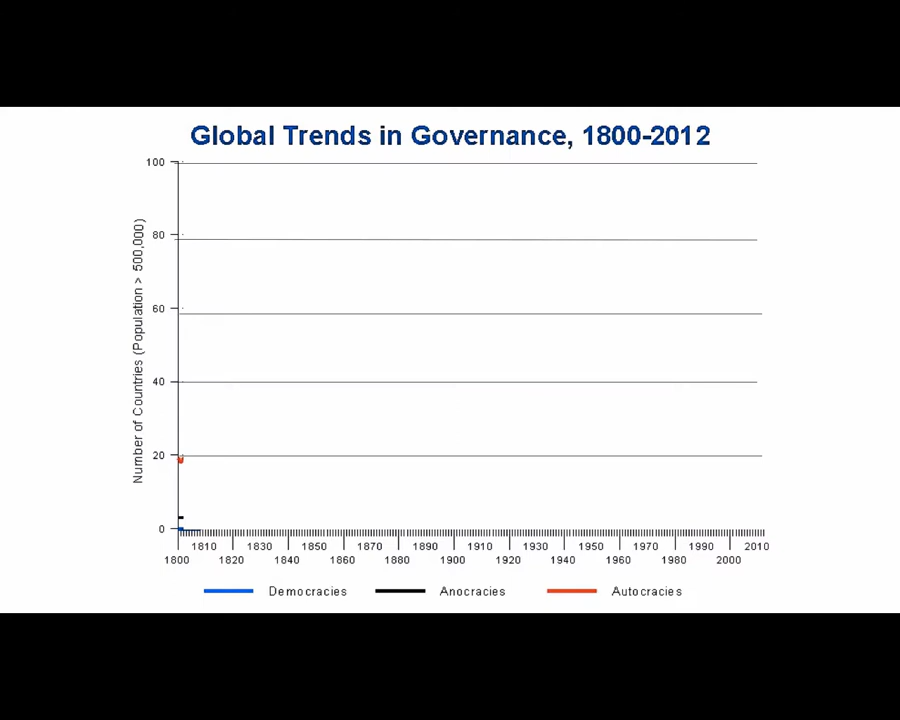 Global Trends in Governance, 1800-2012
Number of Countries (Population > 500,000)
100
80
60
40
20
0
1810 1830 1850 1870 1890 1910 1930 1950 1970 1990 2010
1800 1820 1840 1860 1880 1900 1920 1940 1960 1980 2000
Democracies Anocracies Autocracies